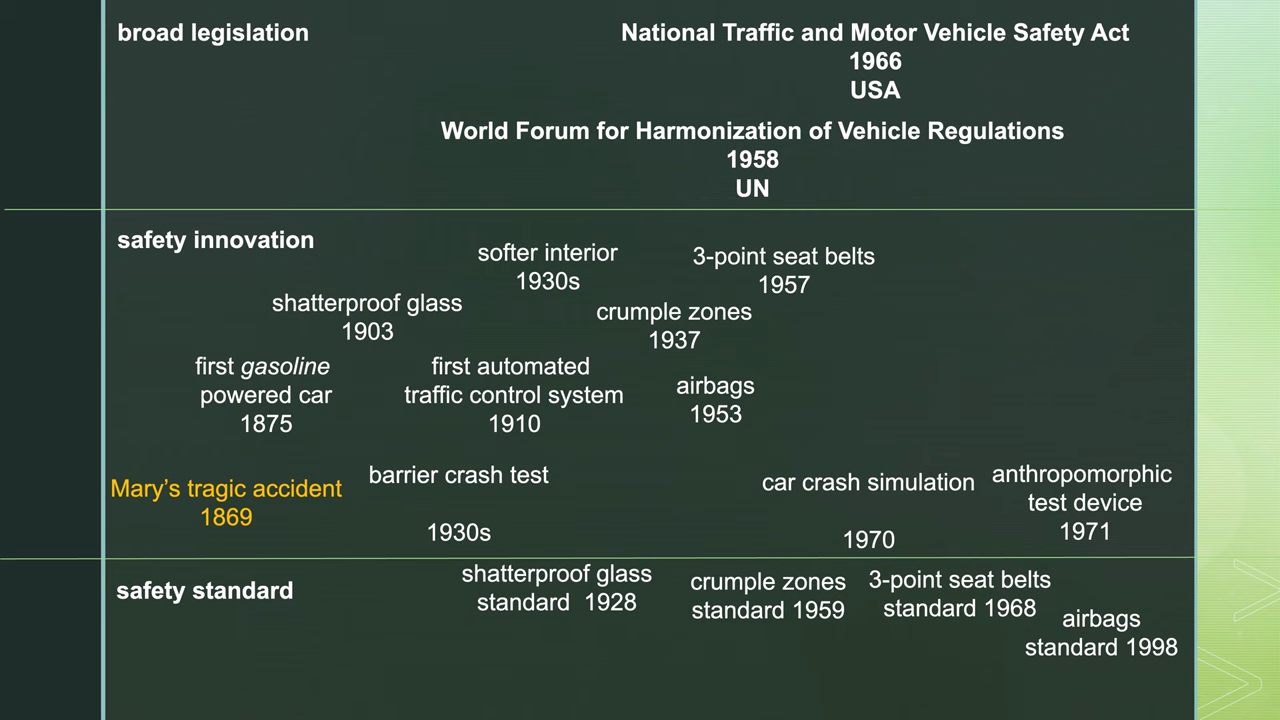 broad legislation
National Traffic and Motor Vehicle Safety Act
1966
USA
World Forum for Harmonization of Vehicle Regulations
1958
UN
safety innovation
softer interior
1930s
3-point seat belts
1957
shatterproof glass
1903
crumple zones
1937
first gasoline
powered car
1875
first automated
traffic control system
1910
airbags
1953
Mary’s tragic accident
1869
barrier crash test
1930s
car crash simulation
1970
anthropomorphic
test device
1971
safety standard
shatterproof glass
standard 1928
crumple zones
standard 1959
3-point seat belts
standard 1968
airbags
standard 1998